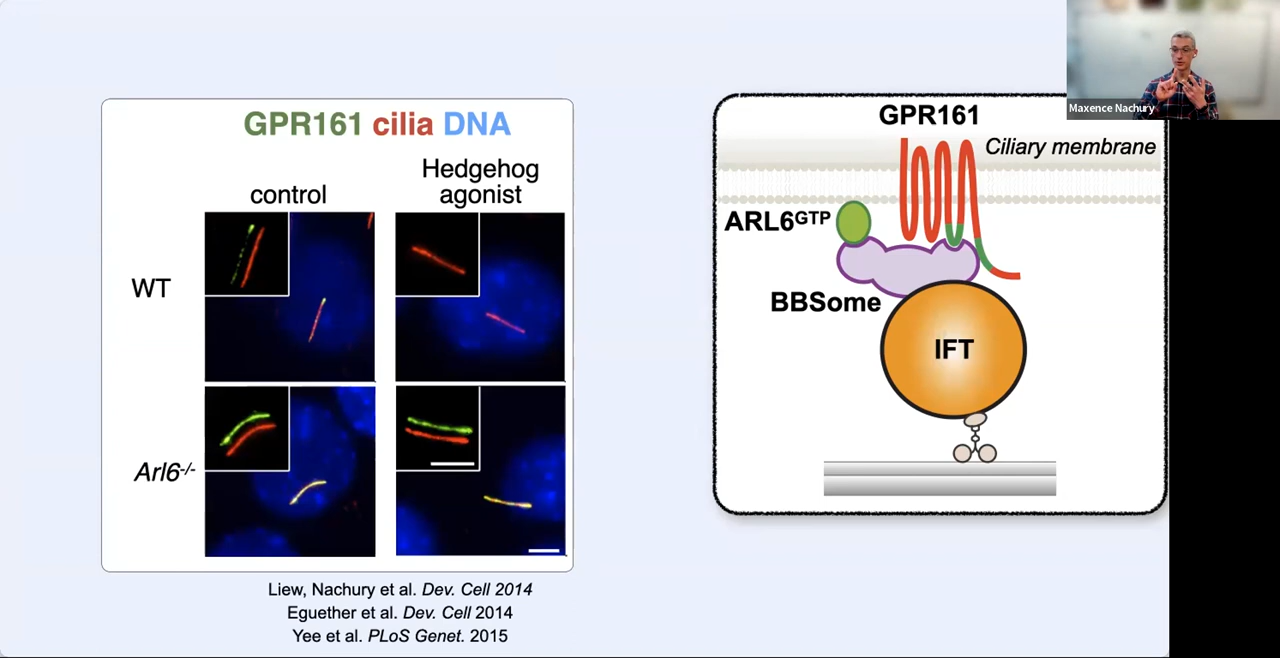 GPR161 cilia DNA
control
Hedgehog
agonist
WT
Arl6-/-
Liew, Nachury et al. Dev. Cell 2014
Eguether et al. Dev. Cell 2014
Yee et al. PLoS Genet. 2015
GPR161
Ciliary membrane
ARL6GTP
BBSome
IFT
Maxence Nachury